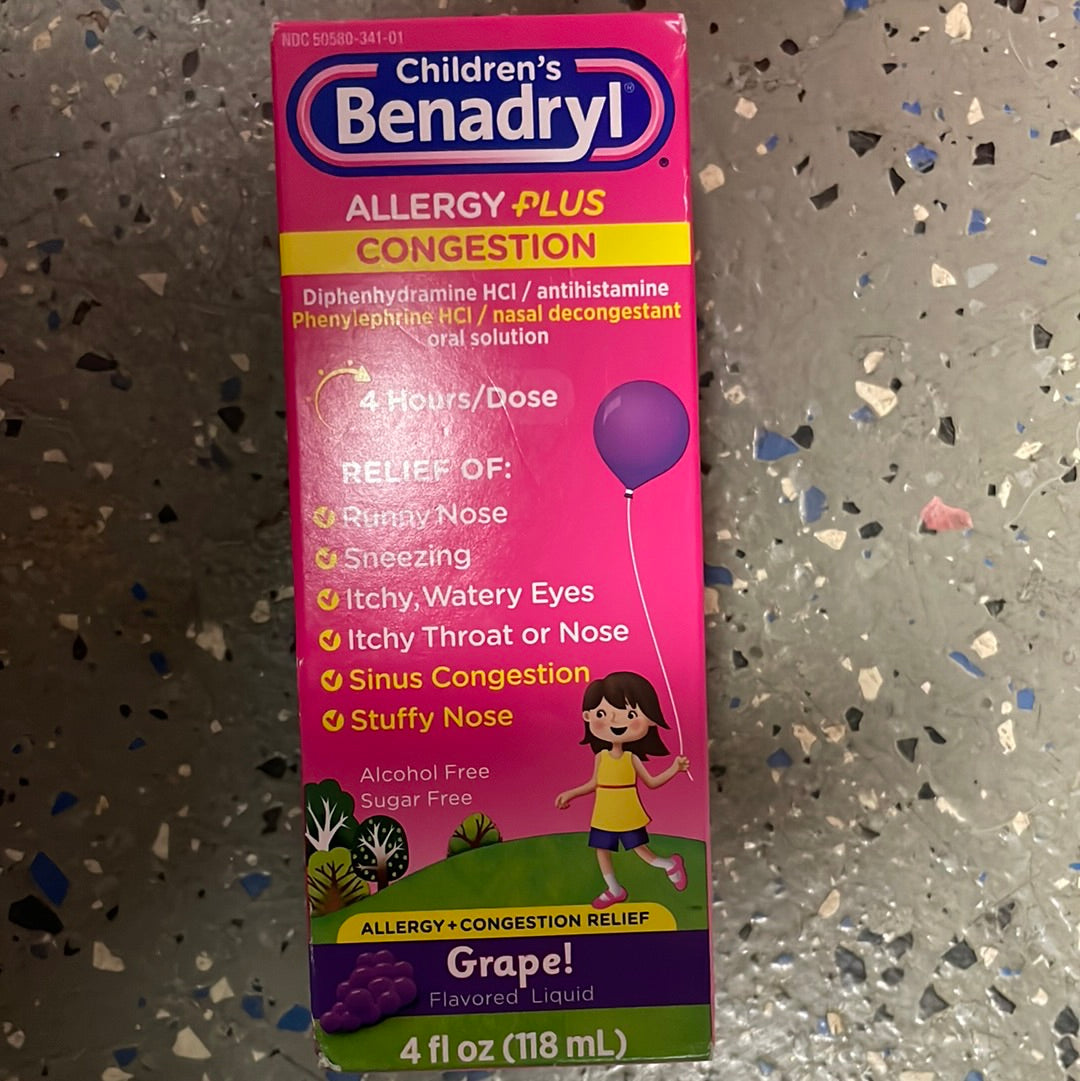 NDC 50580-341-01
Children's
Benadryl®
ALLERGY PLUS
CONGESTION
Diphenhydramine HCl / antihistamine
Phenylephrine HCl / nasal decongestant
oral solution
4 Hours/Dose
RELIEF OF:
Runny Nose
Sneezing
Itchy, Watery Eyes
Itchy Throat or Nose
Sinus Congestion
Stuffy Nose
Alcohol Free
Sugar Free
ALLERGY + CONGESTION RELIEF
Grape!
Flavored Liquid
4 fl oz (118 mL)